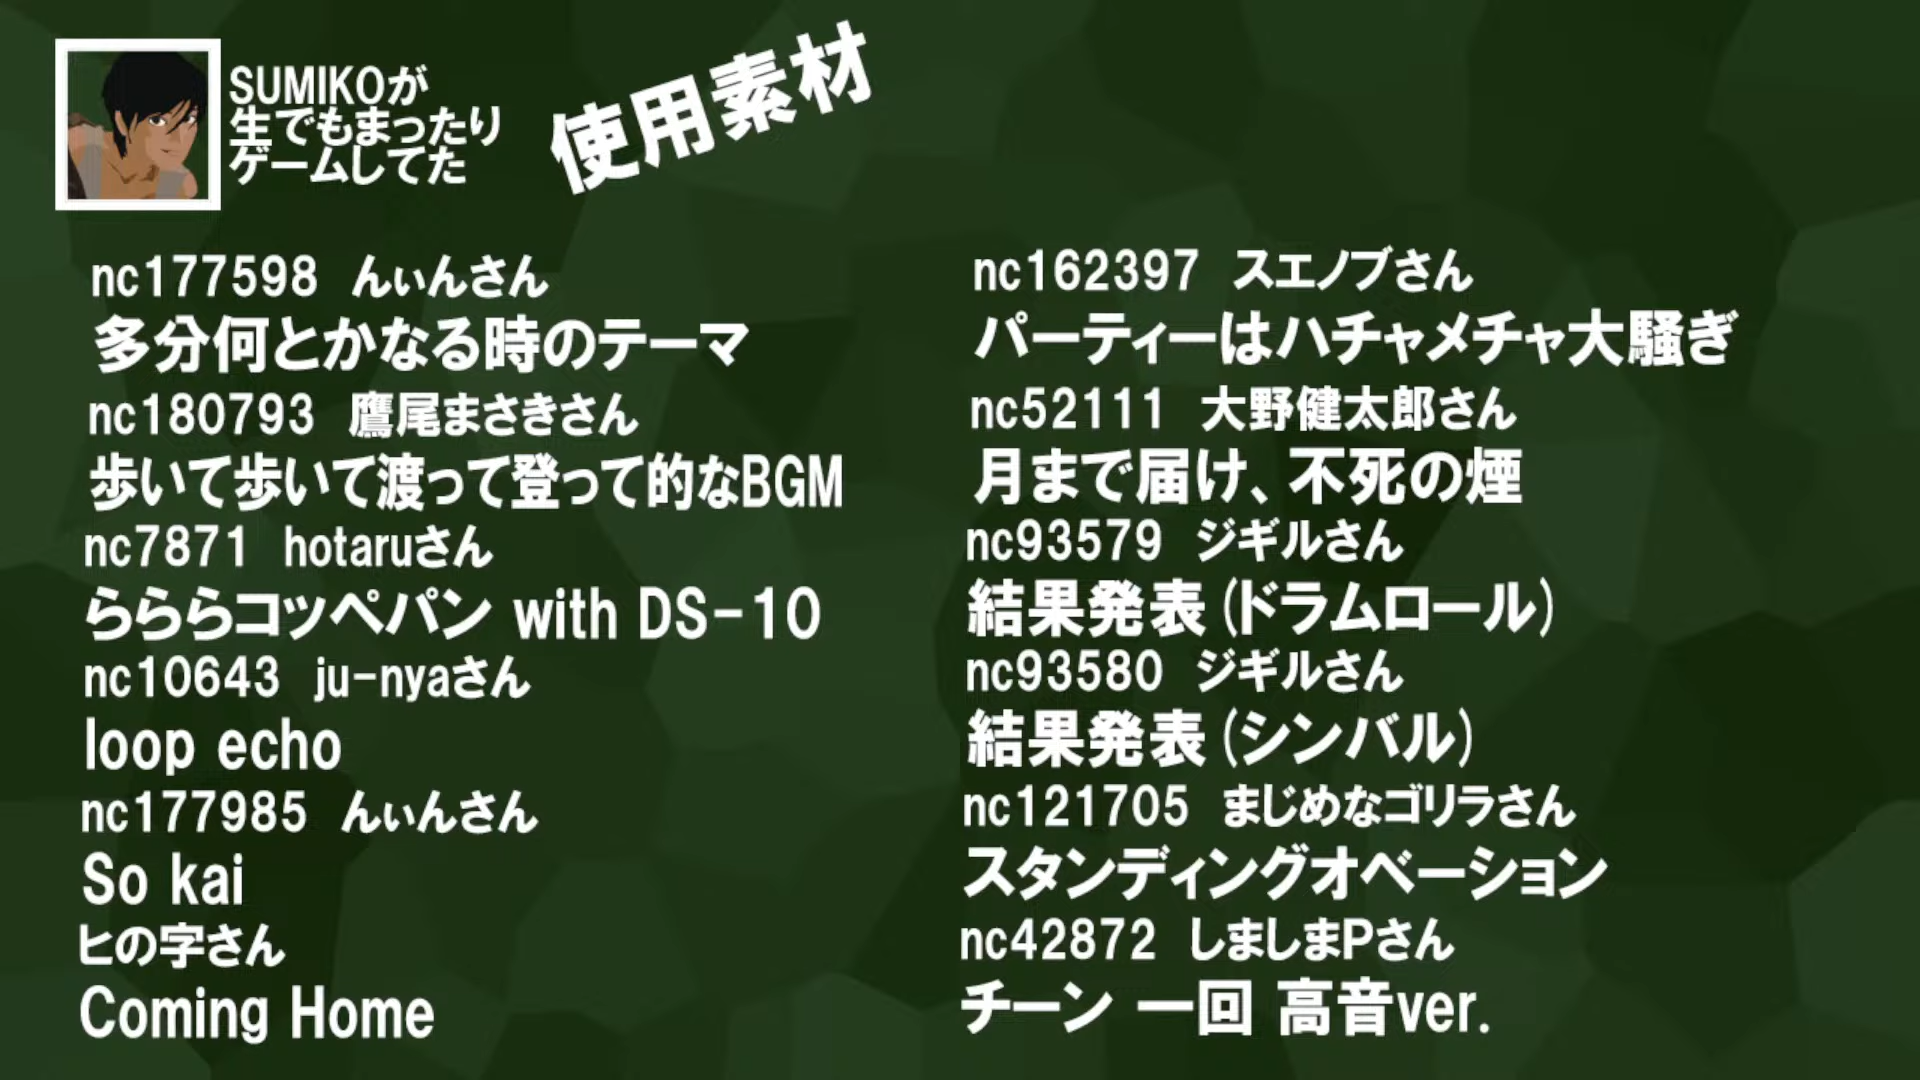 SUMIKOが
生でもまったり
ゲームしてた
使用素材
nc177598 んぃんさん
多分何とかなる時のテーマ
nc180793 鷹尾まさきさん
歩いて歩いて渡って登って的なBGM
nc7871 hotaruさん
らららコッペパン with DS-10
nc10643 ju-nyaさん
loop echo
nc177985 んぃんさん
So kai
ヒの字さん
Coming Home
nc162397 スエノブさん
パーティーはハチャメチャ大騒ぎ
nc52111 大野健太郎さん
月まで届け、不死の煙
nc93579 ジギルさん
結果発表(ドラムロール)
nc93580 ジギルさん
結果発表(シンバル)
nc121705 まじめなゴリラさん
スタンディングオベーション
nc42872 しましまPさん
チーン 一回 高音ver.